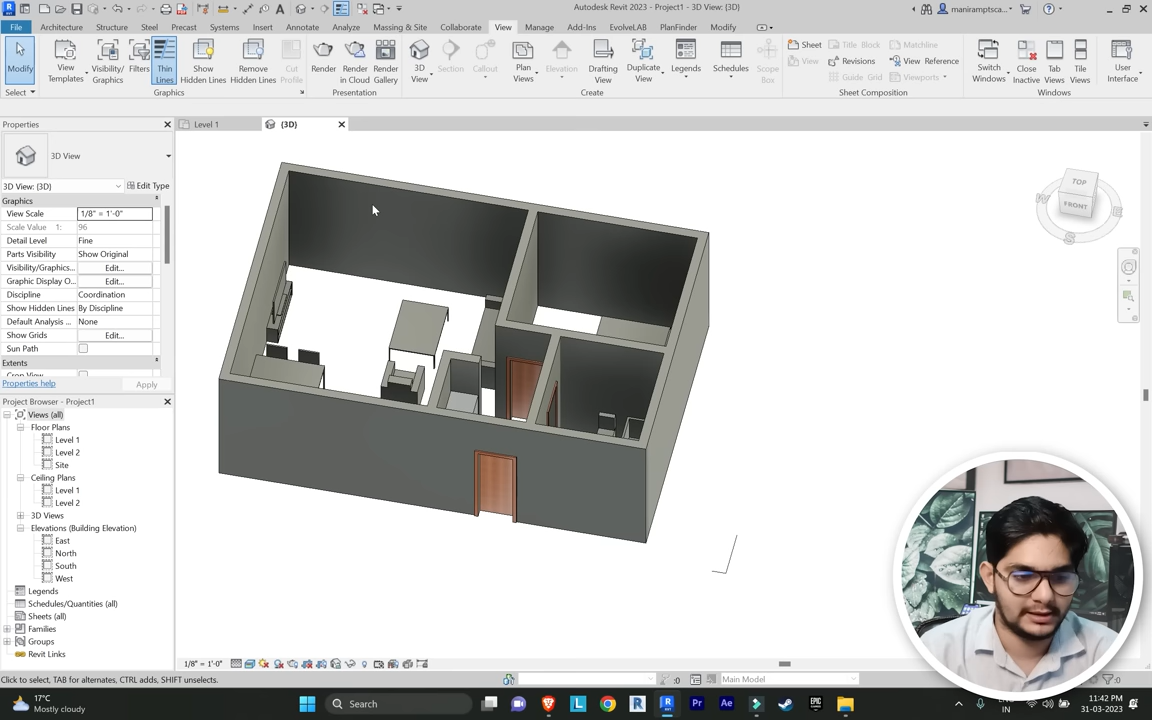 Autodesk Revit 2023 - Project1 - 3D View: {3D}
maniramptsca...
File Architecture Structure Steel Precast Systems Insert Annotate Analyze Massing & Site Collaborate View Manage Add-Ins EvolveLAB PlanFinder Modify
Modify
View Templates
Visibility/ Graphics
Filters
Thin Lines
Show Hidden Lines
Remove Hidden Lines
Cut Profile
Render
Render in Cloud
Render Gallery
3D View
Section
Callout
Plan Views
Elevation
Drafting View
Duplicate View
Legends
Schedules
Scope Box
Sheet
Title Block
Matchline
View
Revisions
View Reference
Guide Grid
Viewports
Switch Windows
Close Inactive
Tab Views
Tile Views
User Interface
Select
Graphics
Presentation
Create
Sheet Composition
Windows
Properties
Level 1
{3D}
3D View
3D View: {3D}
Edit Type
Graphics
View Scale 1/8" = 1'-0"
Scale Value 1: 96
Detail Level Fine
Parts Visibility Show Original
Visibility/Graphics... Edit...
Graphic Display O... Edit...
Discipline Coordination
Show Hidden Lines By Discipline
Default Analysis ... None
Show Grids Edit...
Sun Path
Extents
Properties help
Apply
Project Browser - Project1
Views (all)
Floor Plans
Level 1
Level 2
Site
Ceiling Plans
Level 1
Level 2
3D Views
Elevations (Building Elevation)
East
North
South
West
Legends
Schedules/Quantities (all)
Sheets (all)
Families
Groups
Revit Links
TOP
FRONT
W
E
S
1/8" = 1'-0"
Click to select, TAB for alternates, CTRL adds, SHIFT unselects.
:0
Main Model
:0
17°C
Mostly cloudy
Search
Pr
Ae
EPIC
ENG
IN
11:42 PM
31-03-2023